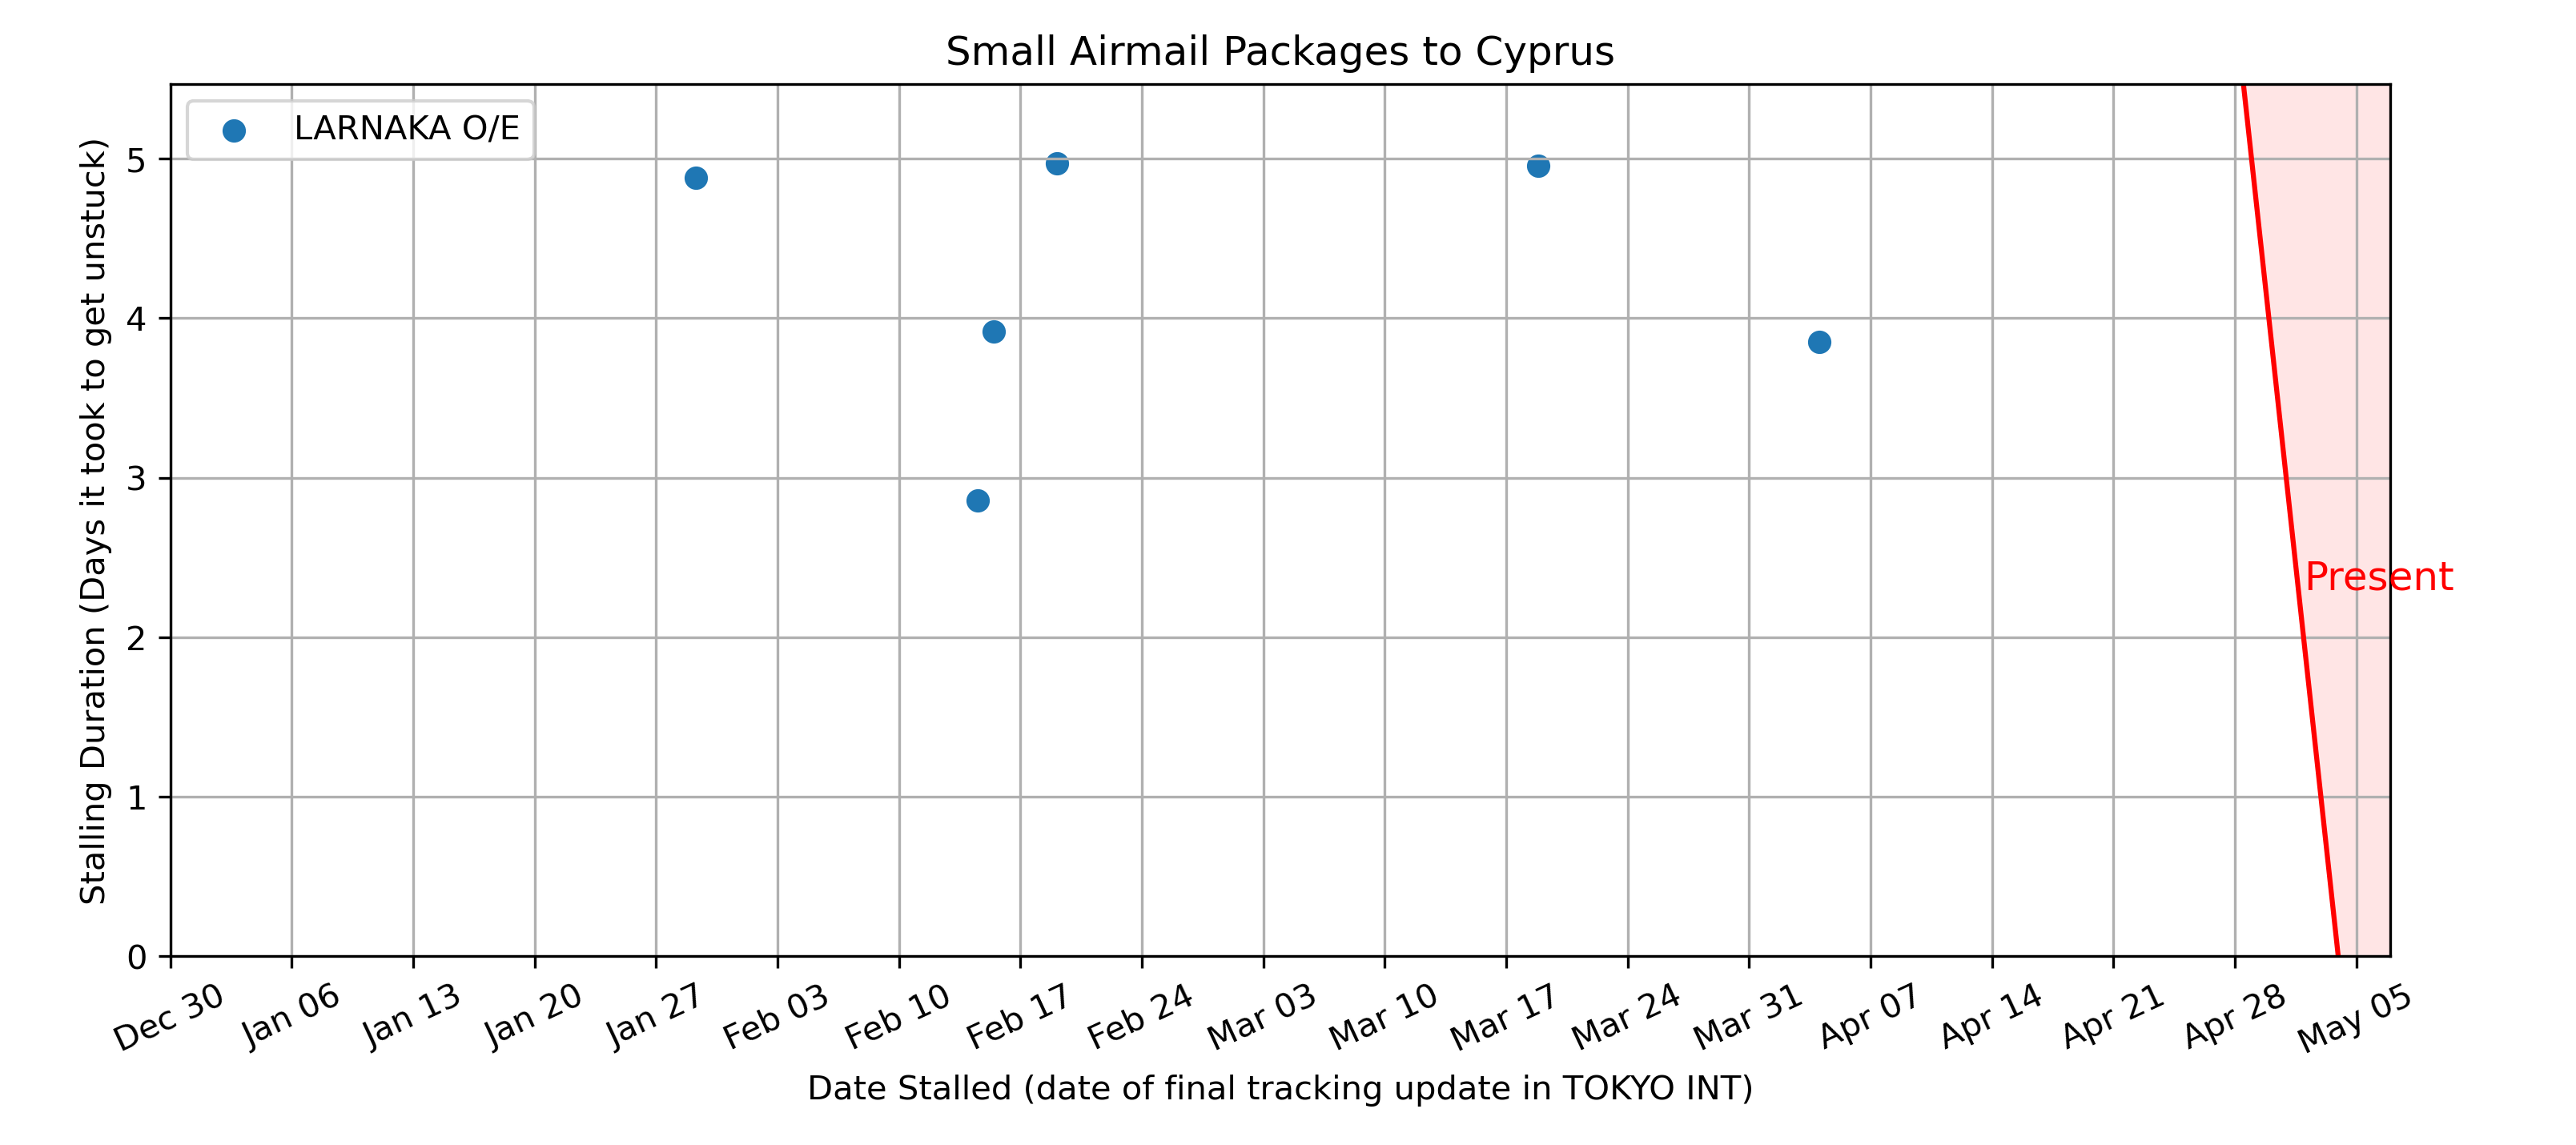 Small Airmail Packages to Cyprus
LARNAKA O/E
Stalling Duration (Days it took to get unstuck)
5
4
3
2
1
0
Present
Dec 30
Jan 06
Jan 13
Jan 20
Jan 27
Feb 03
Feb 10
Feb 17
Feb 24
Mar 03
Mar 10
Mar 17
Mar 24
Mar 31
Apr 07
Apr 14
Apr 21
Apr 28
May 05
Date Stalled (date of final tracking update in TOKYO INT)